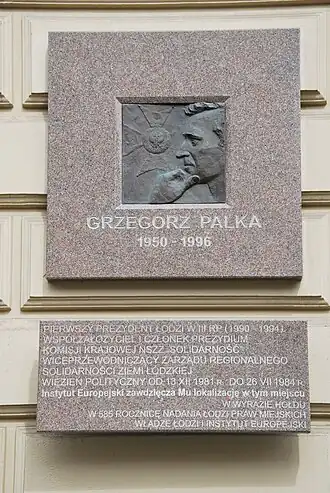 GRZEGORZ PALKA
1950 - 1996
PIERWSZY PREZYDENT ŁODZI W III RP (1990 - 1994),
WSPÓŁZAŁOŻYCIEL I CZŁONEK PREZYDIUM
KOMISJI KRAJOWEJ NSZZ "SOLIDARNOŚĆ"
WICEPRZEWODNICZĄCY ZARZĄDU REGIONALNEGO
SOLIDARNOŚCI ZIEMI ŁÓDZKIEJ
WIĘZIEŃ POLITYCZNY OD 13 XII 1981 R. DO 26 VII 1984 R.
Instytut Europejski zawdzięcza Mu lokalizację w tym miejscu
W WYRAZIE HOŁDU
W 585 ROCZNICĘ NADANIA ŁODZI PRAW MIEJSKICH
WŁADZE ŁODZI I INSTYTUT EUROPEJSKI